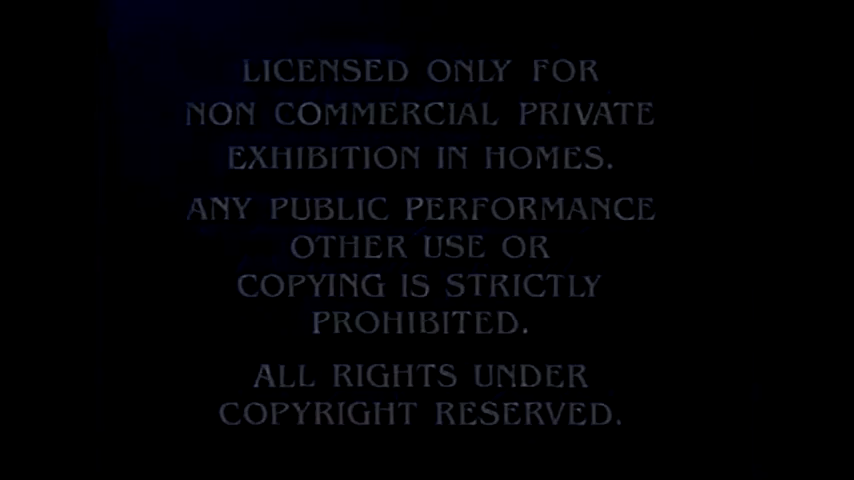 LICENSED ONLY FOR
NON COMMERCIAL PRIVATE
EXHIBITION IN HOMES.
ANY PUBLIC PERFORMANCE
OTHER USE OR
COPYING IS STRICTLY
PROHIBITED.
ALL RIGHTS UNDER
COPYRIGHT RESERVED.